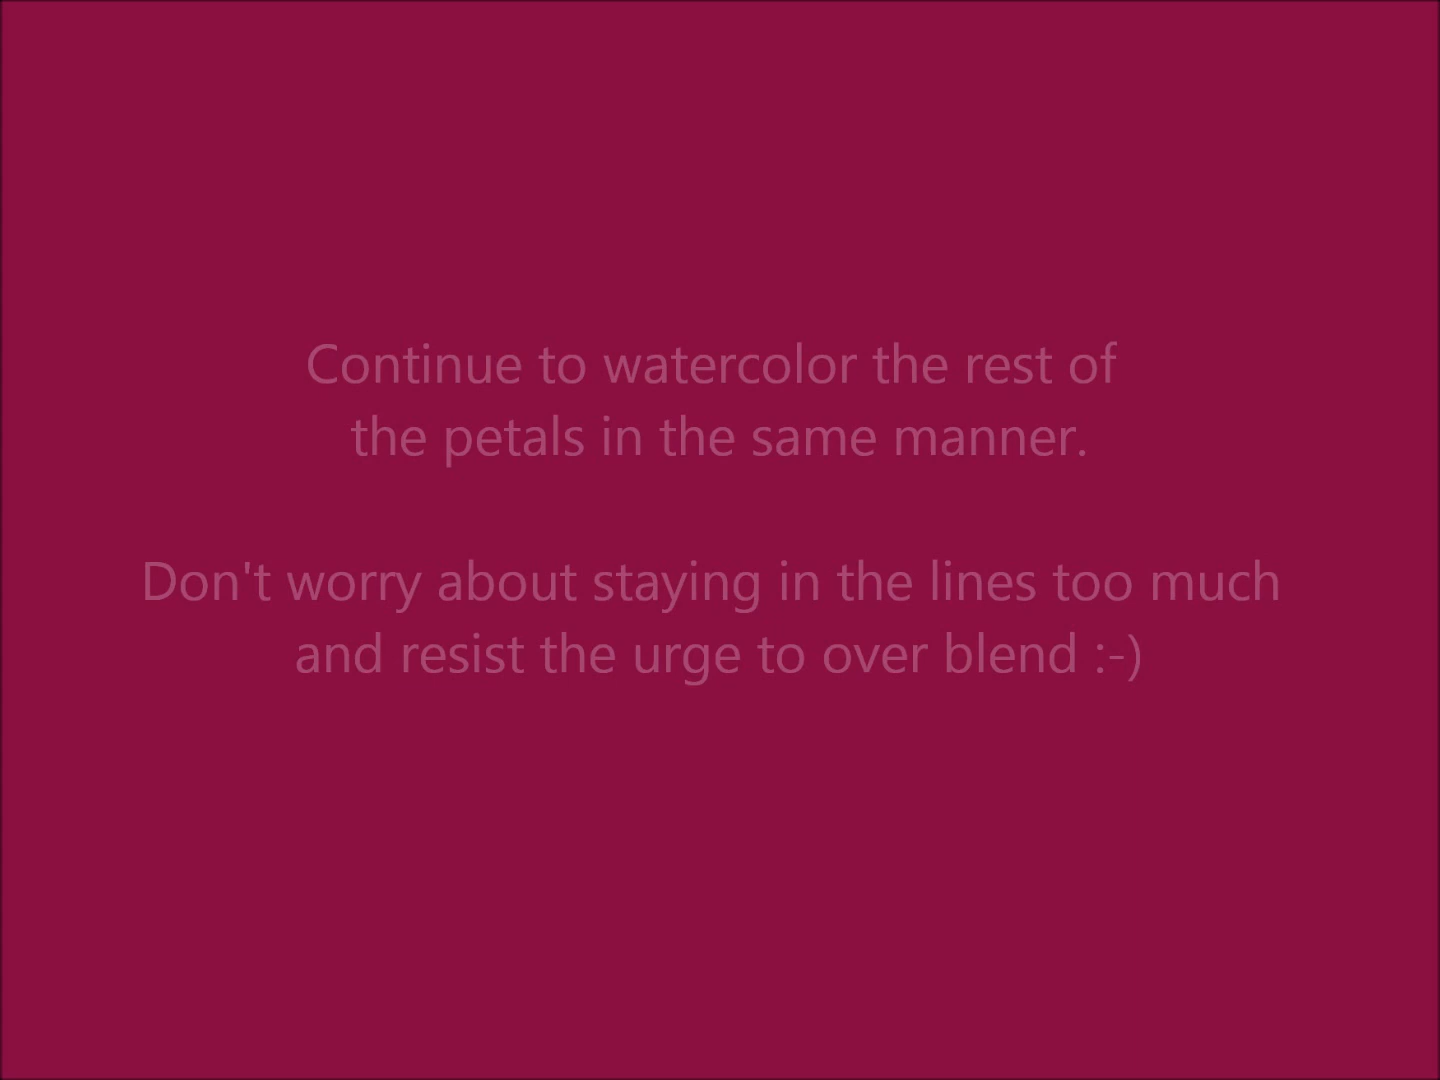 Continue to watercolor the rest of
the petals in the same manner.
Don't worry about staying in the lines too much
and resist the urge to over blend :-)